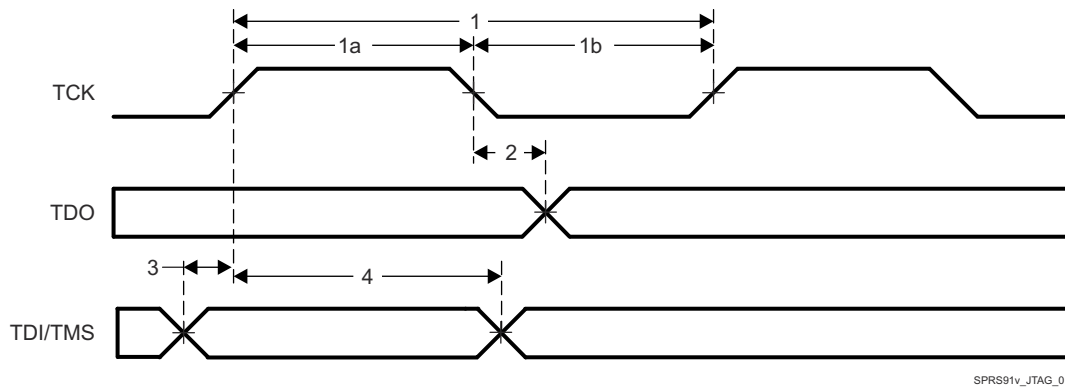 1
1a
1b
TCK
2
TDO
3
4
TDI/TMS
SPRS91v_JTAG_0